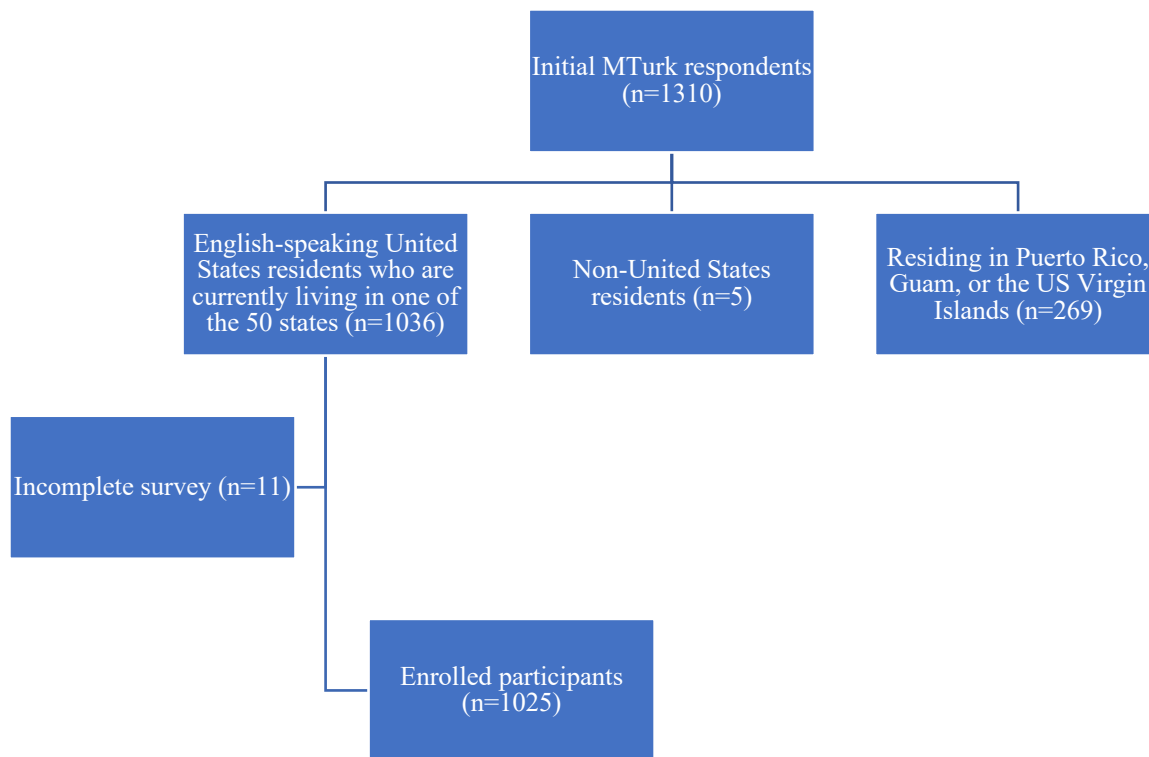 Initial MTurk respondents
(n=1310)
English-speaking United
States residents who are
currently living in one of
the 50 states (n=1036)
Non-United States
residents (n=5)
Residing in Puerto Rico,
Guam, or the US Virgin
Islands (n=269)
Incomplete survey (n=11)
Enrolled participants
(n=1025)